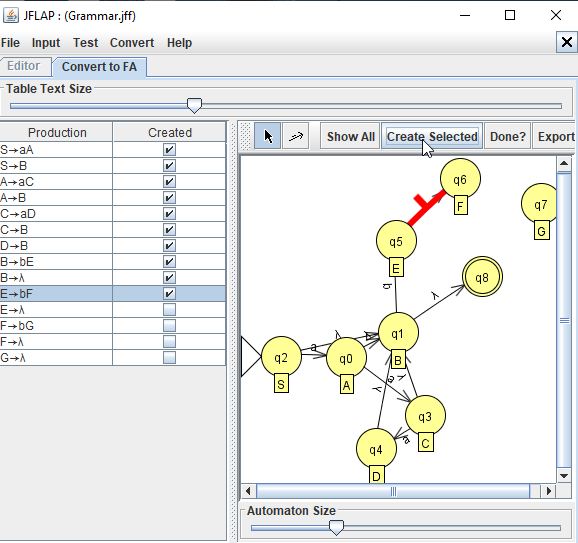 JFLAP : (Grammar.jff)
File Input Test Convert Help
Editor Convert to FA
Table Text Size
Production Created
Show All Create Selected Done? Export
S→aA
S→B
A→aC
A→B
C→aD
C→B
D→B
B→bE
B→λ
E→bF
E→λ
F→bG
F→λ
G→λ
q6
F
q7
G
q5
E
b
λ
q8
q1
B
λ
a
q2
S
q0
A
λ
a
λ
q3
C
a
q4
D
Automaton Size